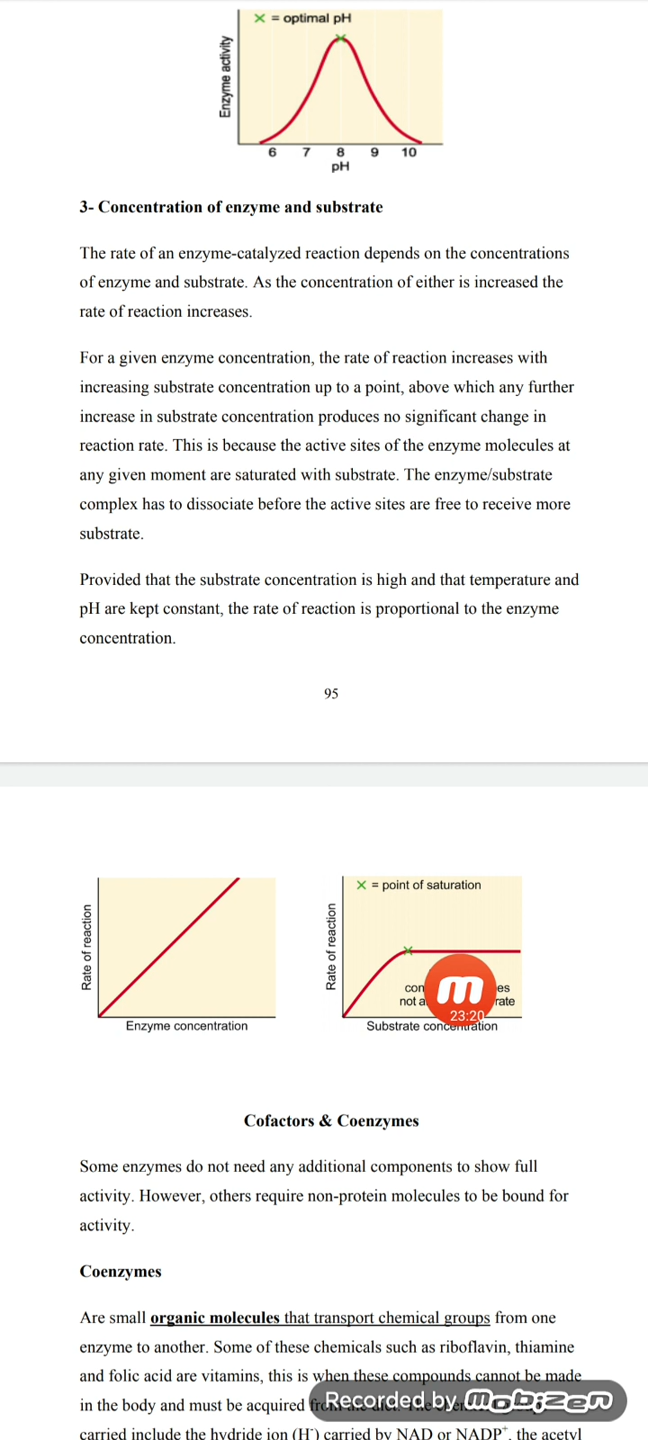 X = optimal pH
Enzyme activity
6 7 8 9 10
pH
3- Concentration of enzyme and substrate
The rate of an enzyme-catalyzed reaction depends on the concentrations
of enzyme and substrate. As the concentration of either is increased the
rate of reaction increases.
For a given enzyme concentration, the rate of reaction increases with
increasing substrate concentration up to a point, above which any further
increase in substrate concentration produces no significant change in
reaction rate. This is because the active sites of the enzyme molecules at
any given moment are saturated with substrate. The enzyme/substrate
complex has to dissociate before the active sites are free to receive more
substrate.
Provided that the substrate concentration is high and that temperature and
pH are kept constant, the rate of reaction is proportional to the enzyme
concentration.
95
Rate of reaction
Enzyme concentration
X = point of saturation
Rate of reaction
not a
rate
23:20
Substrate concentration
Cofactors & Coenzymes
Some enzymes do not need any additional components to show full
activity. However, others require non-protein molecules to be bound for
activity.
Coenzymes
Are small organic molecules that transport chemical groups from one
enzyme to another. Some of these chemicals such as riboflavin, thiamine
and folic acid are vitamins, this is when these compounds cannot be made
in the body and must be acquired
Recorded by mobizen
carried include the hydride ion (H⁻) carried by NAD or NADP⁺, the acetyl